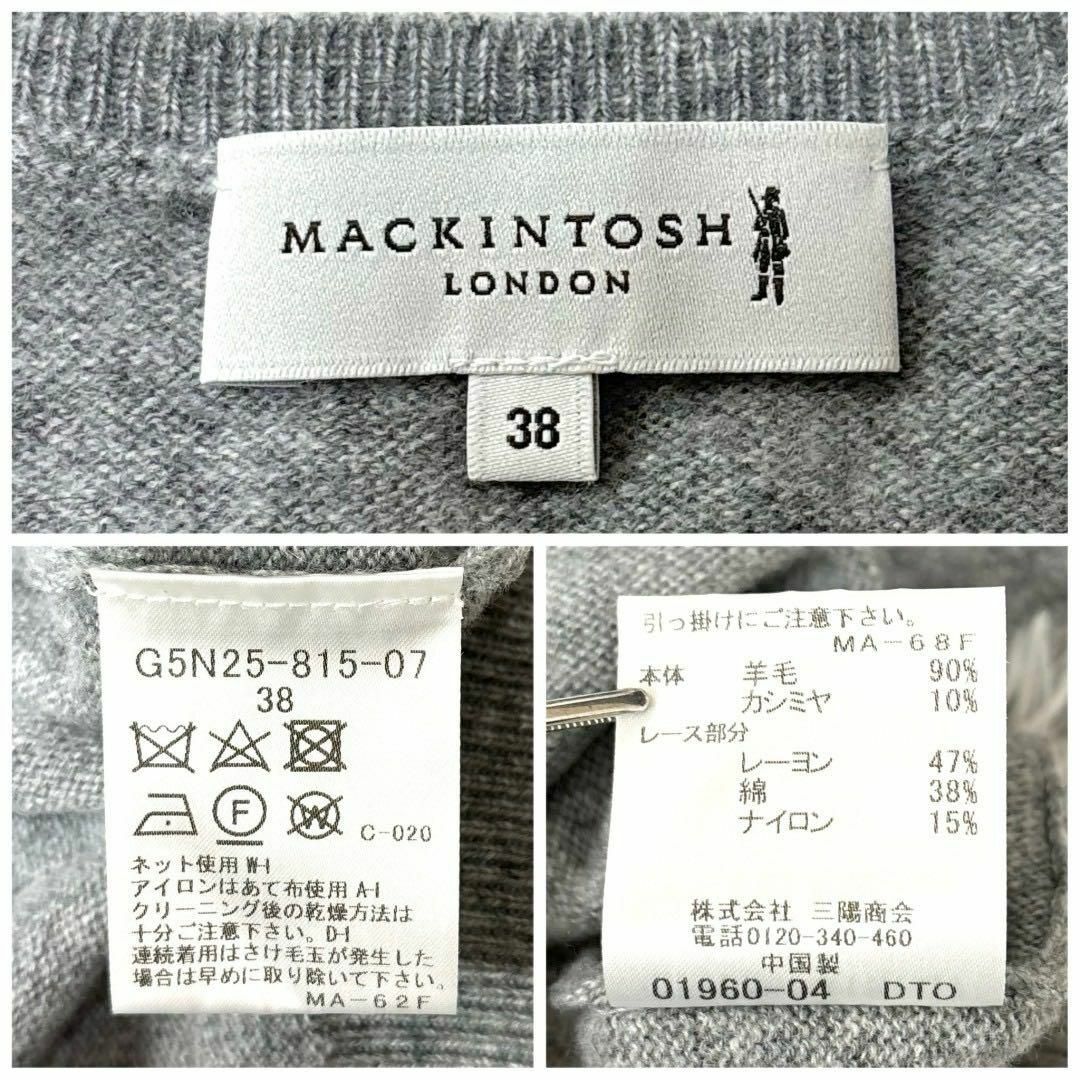 MACKINTOSH
LONDON
38
G5N25-815-07
38
F
W
C-020
ネット使用 W-I
アイロンはあて布使用 A-I
クリーニング後の乾燥方法は
十分ご注意下さい。D-I
連続着用はさけ毛玉が発生した
場合は早めに取り除いて下さい。
MA-62F
引っ掛けにご注意下さい。
MA-68F
本体 羊毛 90%
カシミヤ 10%
レース部分
レーヨン 47%
綿 38%
ナイロン 15%
株式会社 三陽商会
電話0120-340-460
中国製
01960-04 DTO